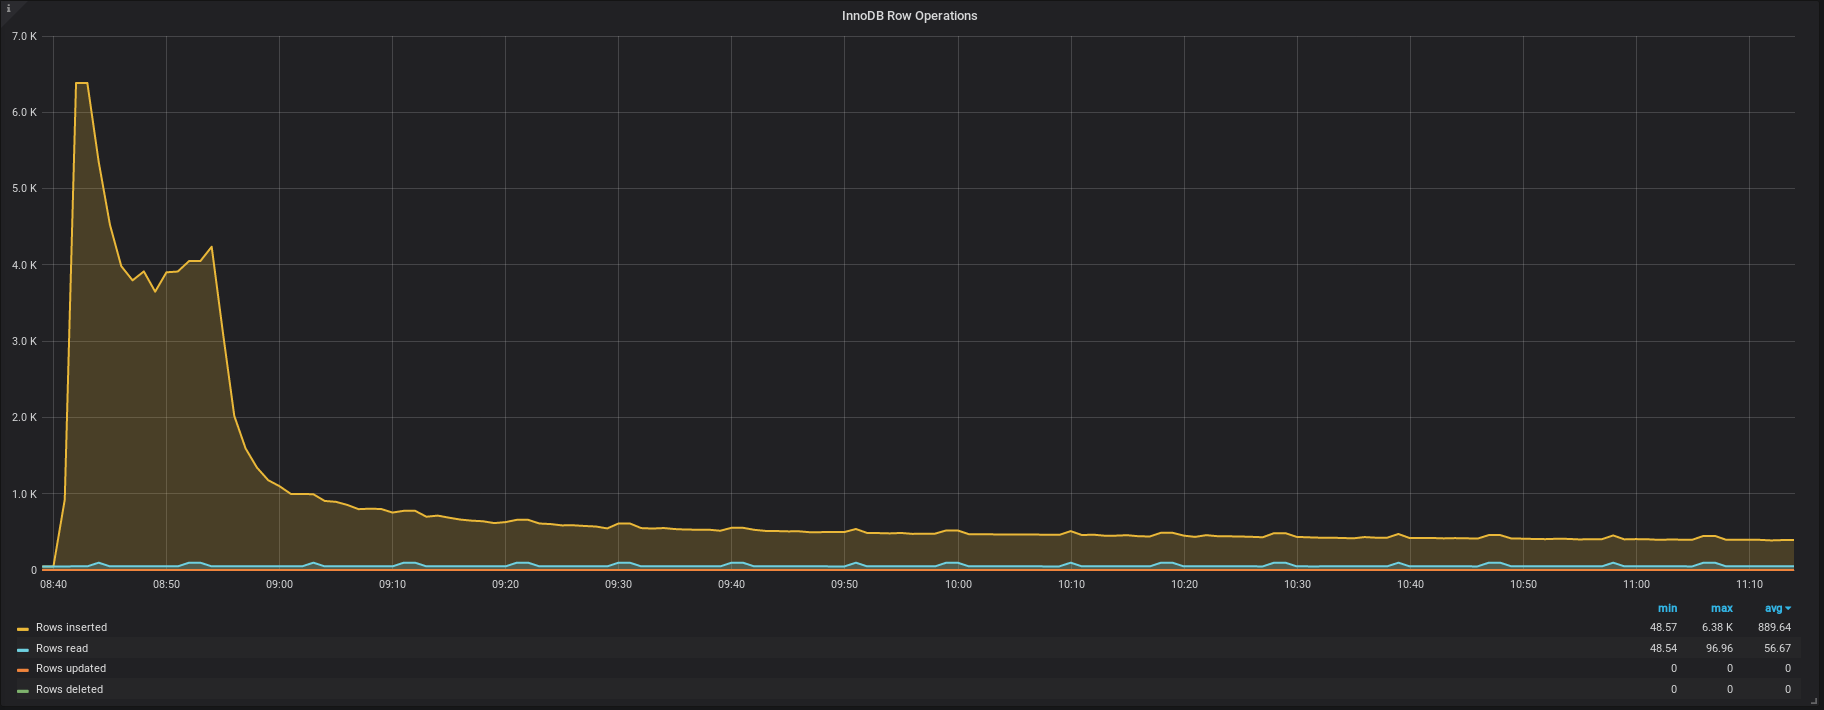 i
InnoDB Row Operations
7.0 K
6.0 K
5.0 K
4.0 K
3.0 K
2.0 K
1.0 K
0
08:40 08:50 09:00 09:10 09:20 09:30 09:40 09:50 10:00 10:10 10:20 10:30 10:40 10:50 11:00 11:10
min max avg
Rows inserted 48.57 6.38 K 889.64
Rows read 48.54 96.96 56.67
Rows updated 0 0 0
Rows deleted 0 0 0